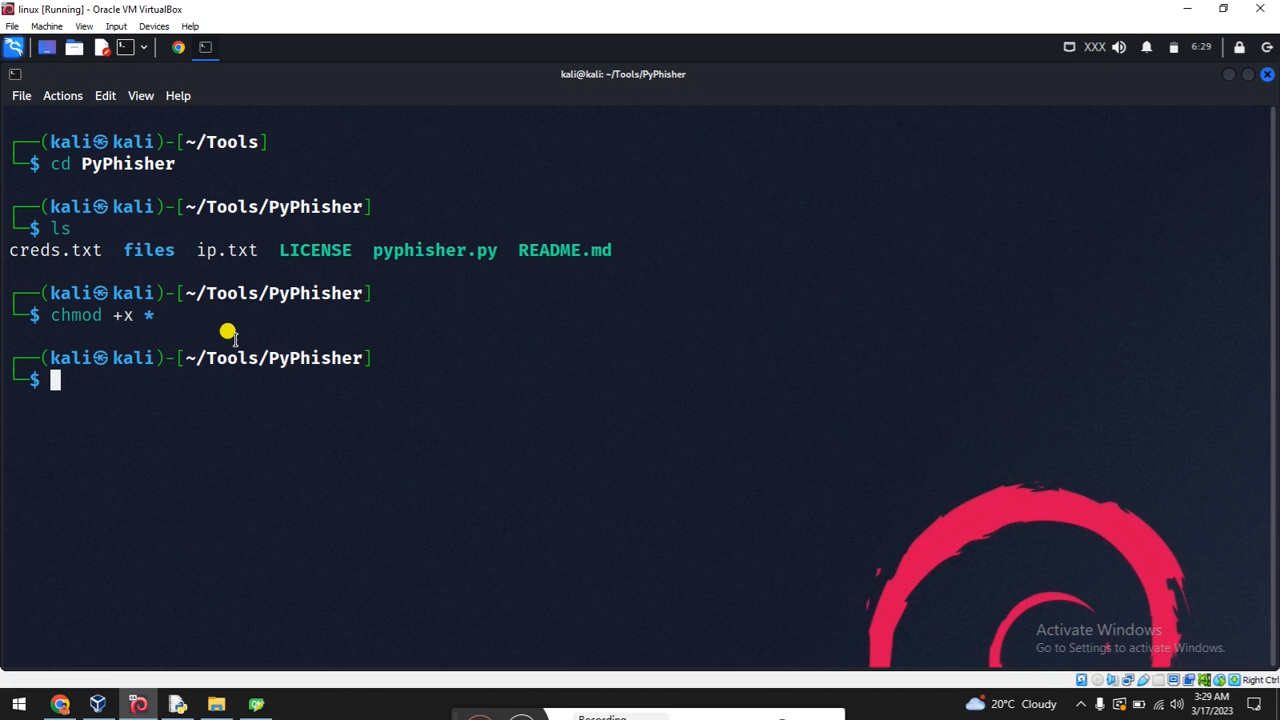 linux [Running] - Oracle VM VirtualBox
File Machine View Input Devices Help
XXX 6:29
kali@kali: ~/Tools/PyPhisher
File Actions Edit View Help
┌──(kali㉿kali)-[~/Tools]
└─$ cd PyPhisher
┌──(kali㉿kali)-[~/Tools/PyPhisher]
└─$ ls
creds.txt files ip.txt LICENSE pyphisher.py README.md
┌──(kali㉿kali)-[~/Tools/PyPhisher]
└─$ chmod +x *
┌──(kali㉿kali)-[~/Tools/PyPhisher]
└─$
Activate Windows
Go to Settings to activate Windows.
Right Ctrl
20°C Cloudy
3:29 AM
3/17/2023
Recording